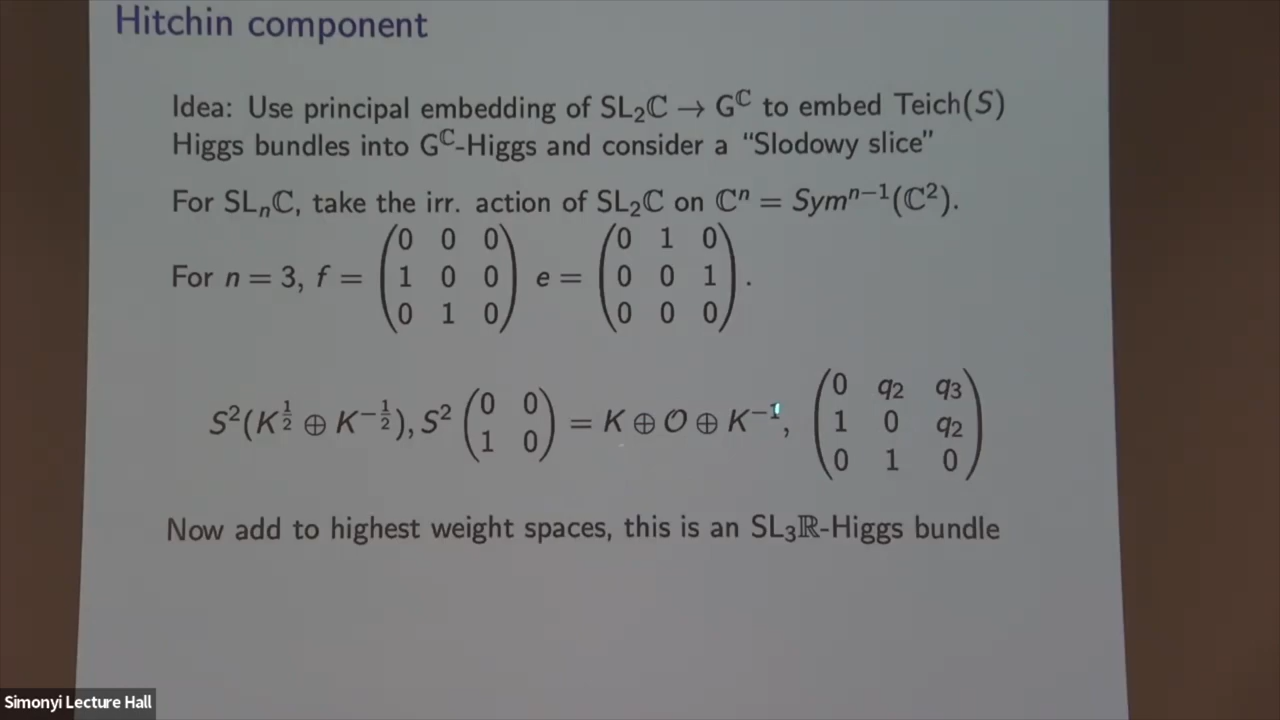 Hitchin component
Idea: Use principal embedding of SL₂ℂ → G^ℂ to embed Teich(S)
Higgs bundles into G^ℂ-Higgs and consider a “Slodowy slice”
For SLₙℂ, take the irr. action of SL₂ℂ on ℂⁿ = Symⁿ⁻¹(ℂ²).
For n = 3, f = (0 0 0; 1 0 0; 0 1 0) e = (0 1 0; 0 0 1; 0 0 0).
S²(K^{1/2} ⊕ K^{-1/2}), S² (0 0; 1 0) = K ⊕ 𝒪 ⊕ K⁻¹, (0 q₂ q₃; 1 0 q₂; 0 1 0)
Now add to highest weight spaces, this is an SL₃ℝ-Higgs bundle
Simonyi Lecture Hall